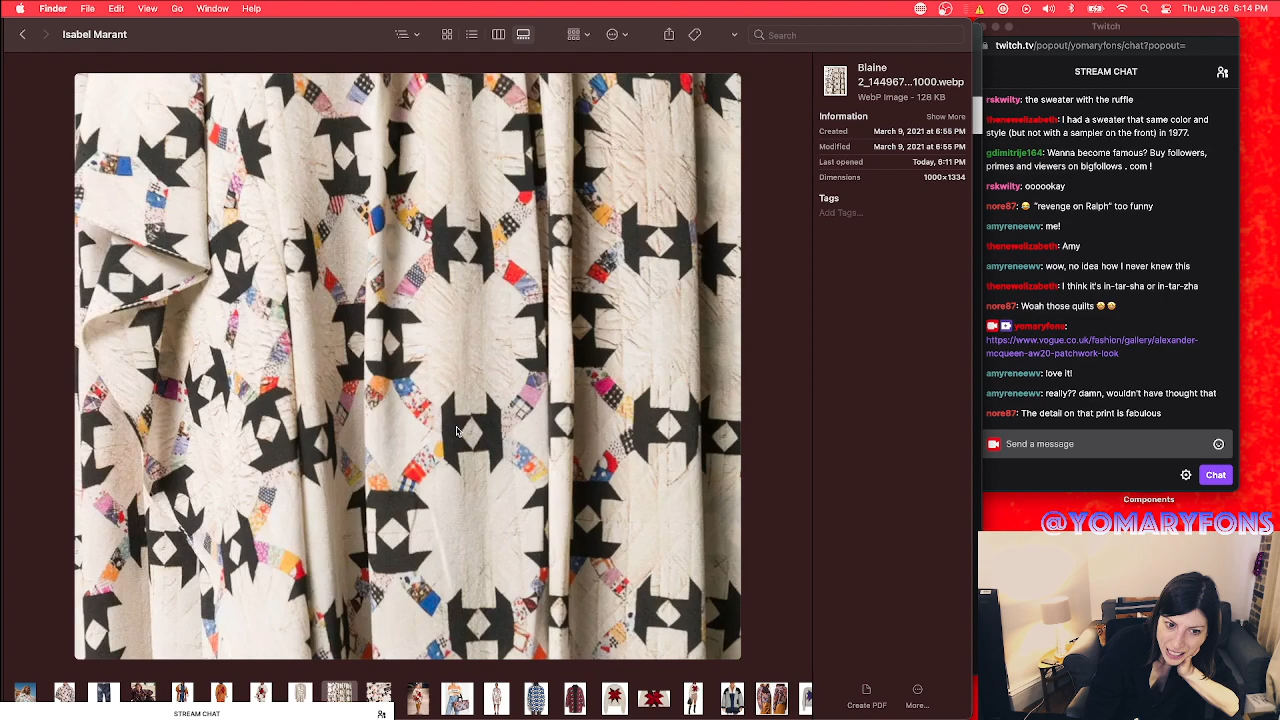 Finder File Edit View Go Window Help
Thu Aug 26 6:14 PM
Isabel Marant
Search
Blaine
2_144967...1000.webp
WebP Image - 128 KB
Information Show More
Created March 9, 2021 at 6:55 PM
Modified March 9, 2021 at 6:55 PM
Last opened Today, 6:11 PM
Dimensions 1000×1334
Tags
Add Tags...
Create PDF More...
STREAM CHAT
Twitch
twitch.tv/popout/yomaryfons/chat?popout=
STREAM CHAT
rskwilty: the sweater with the ruffle
thenewelizabeth: I had a sweater that same color and
style (but not with a sampler on the front) in 1977.
gdimitrije164: Wanna become famous? Buy followers,
primes and viewers on bigfollows . com !
rskwilty: ooookay
nore87: 😂 "revenge on Ralph" too funny
amyreneewv: me!
thenewelizabeth: Amy
amyreneewv: wow, no idea how I never knew this
thenewelizabeth: I think it's in-tar-sha or in-tar-zha
nore87: Woah those quilts 🤩 🤩
yomaryfons:
https://www.vogue.co.uk/fashion/gallery/alexander-
mcqueen-aw20-patchwork-look
amyreneewv: love it!
amyreneewv: really?? damn, wouldn't have thought that
nore87: The detail on that print is fabulous
Send a message
Chat
Components
@YOMARYFONS